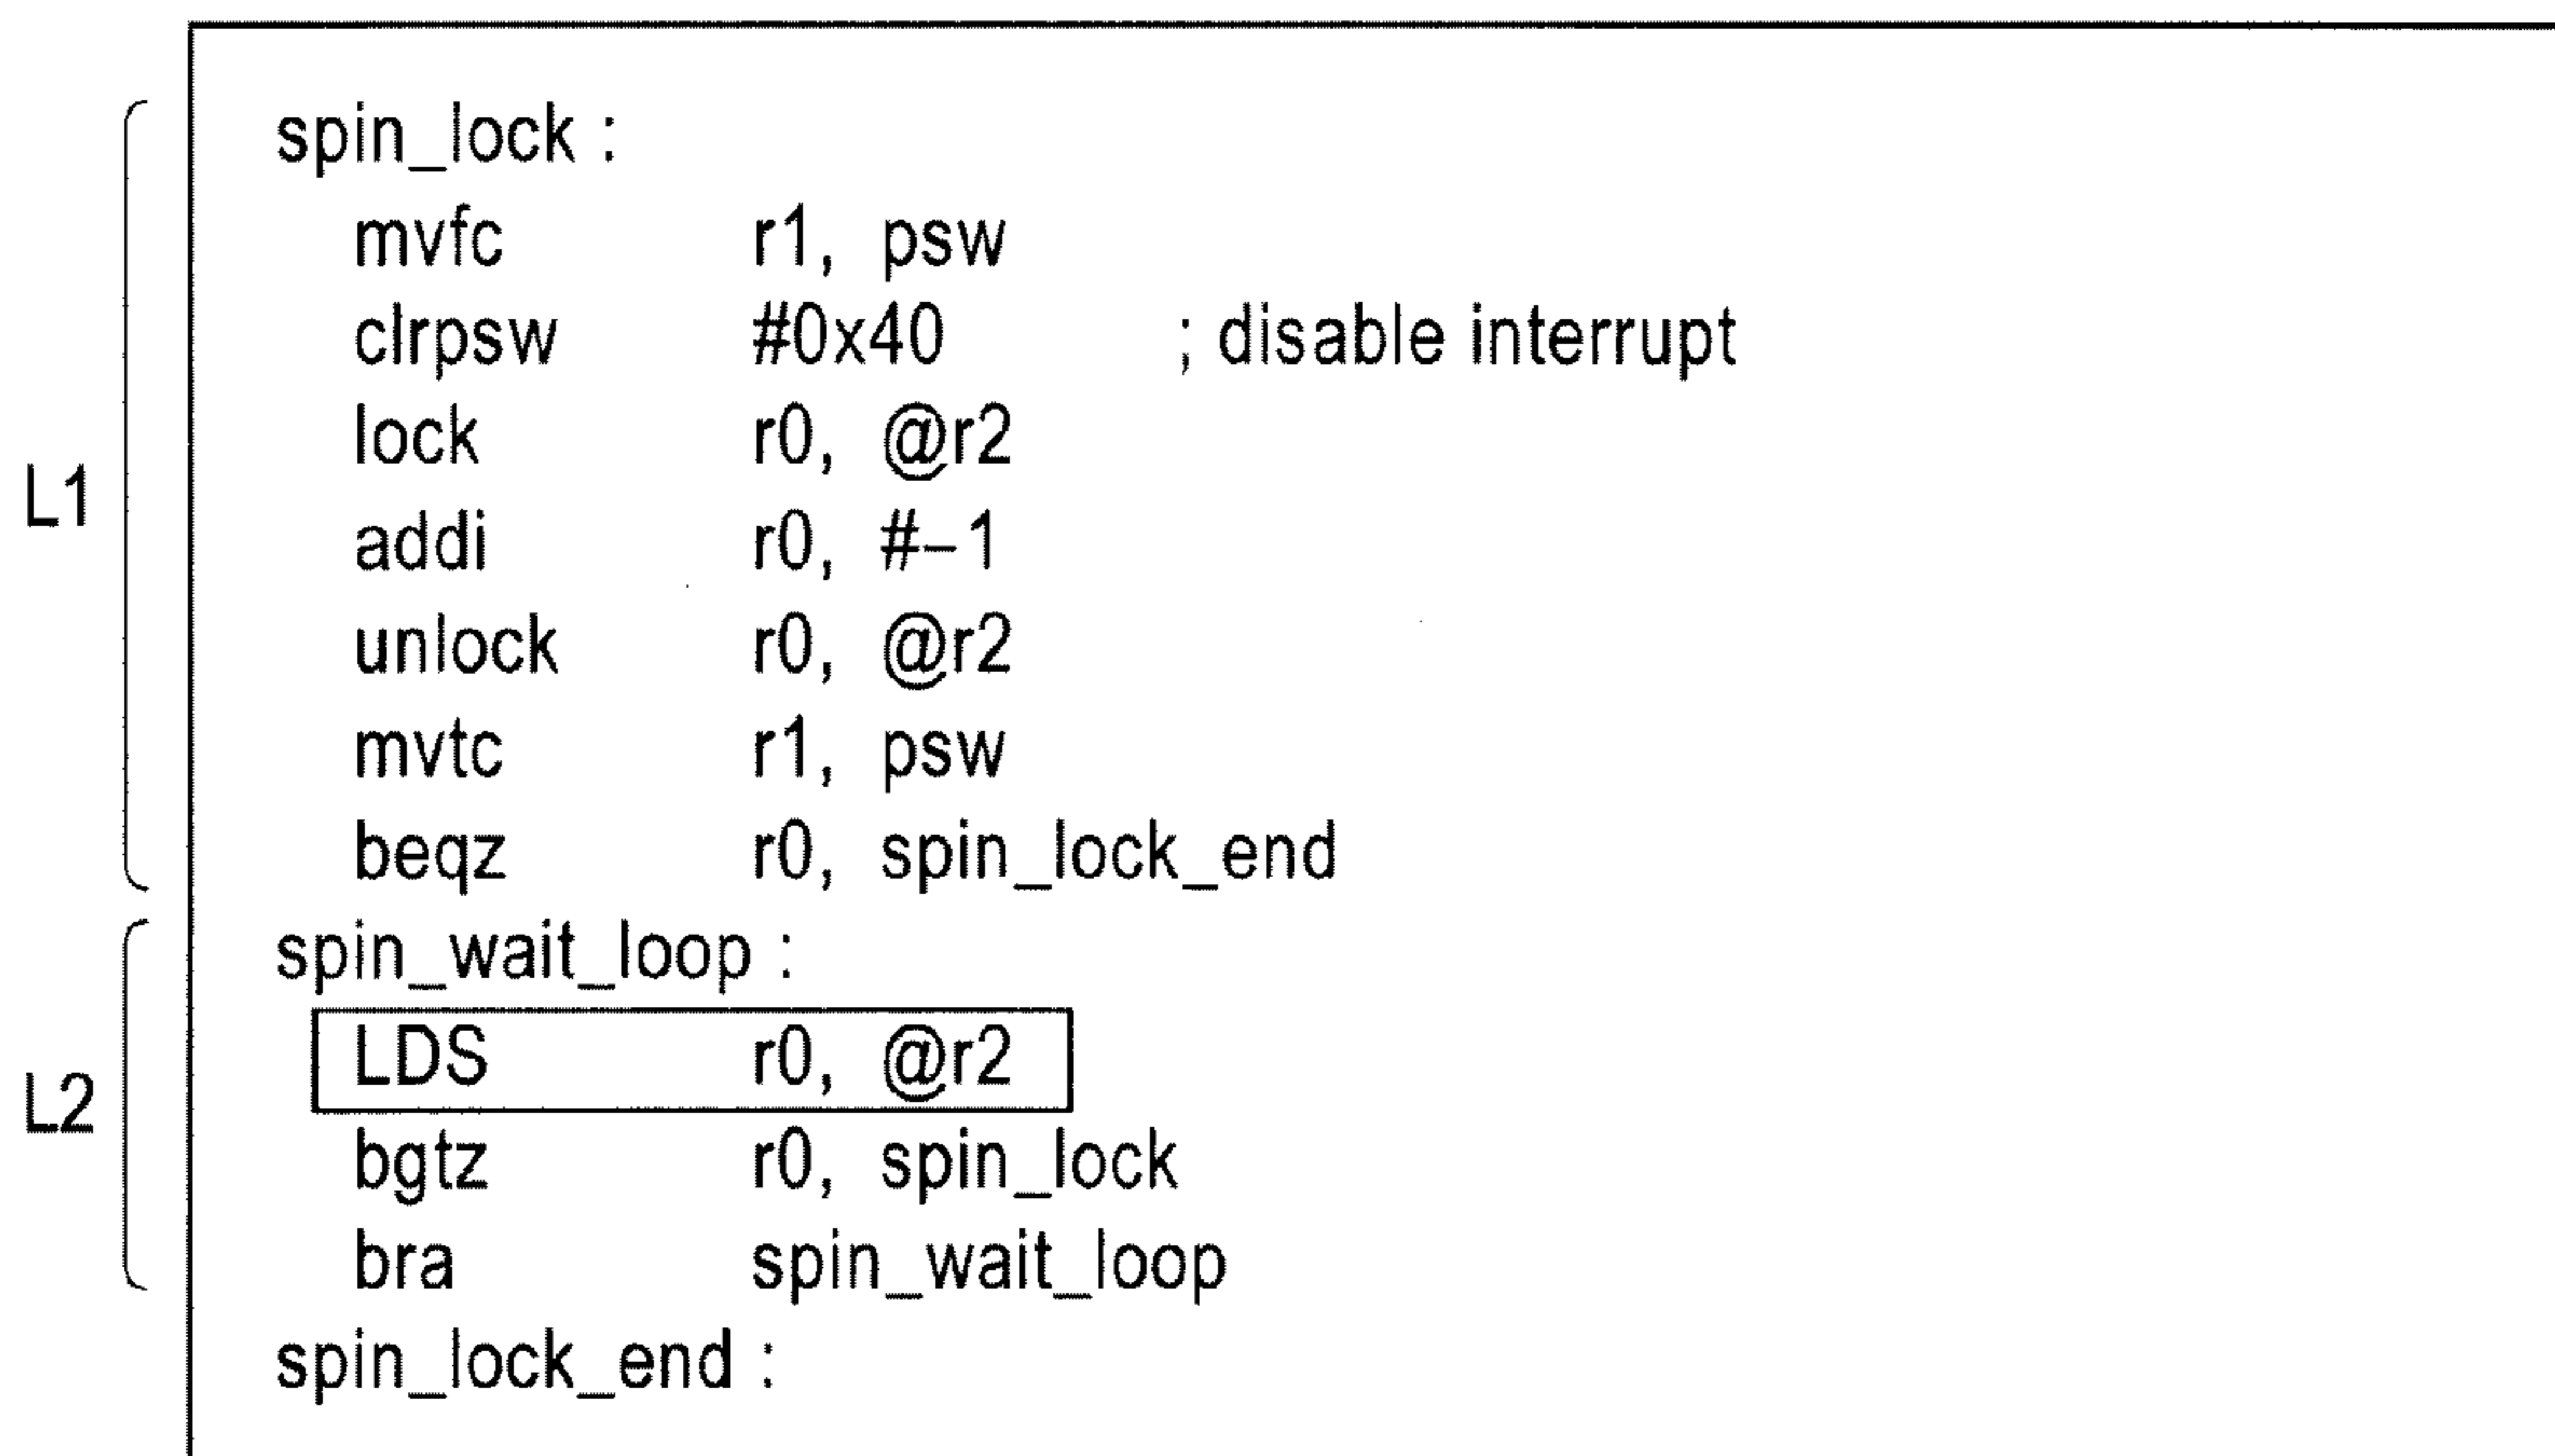 spin_lock :
mvfc r1, psw
clrpsw #0x40 ; disable interrupt
lock r0, @r2
L1
addi r0, #–1
unlock r0, @r2
mvtc r1, psw
beqz r0, spin_lock_end
spin_wait_loop :
LDS r0, @r2
L2
bgtz r0, spin_lock
bra spin_wait_loop
spin_lock_end :